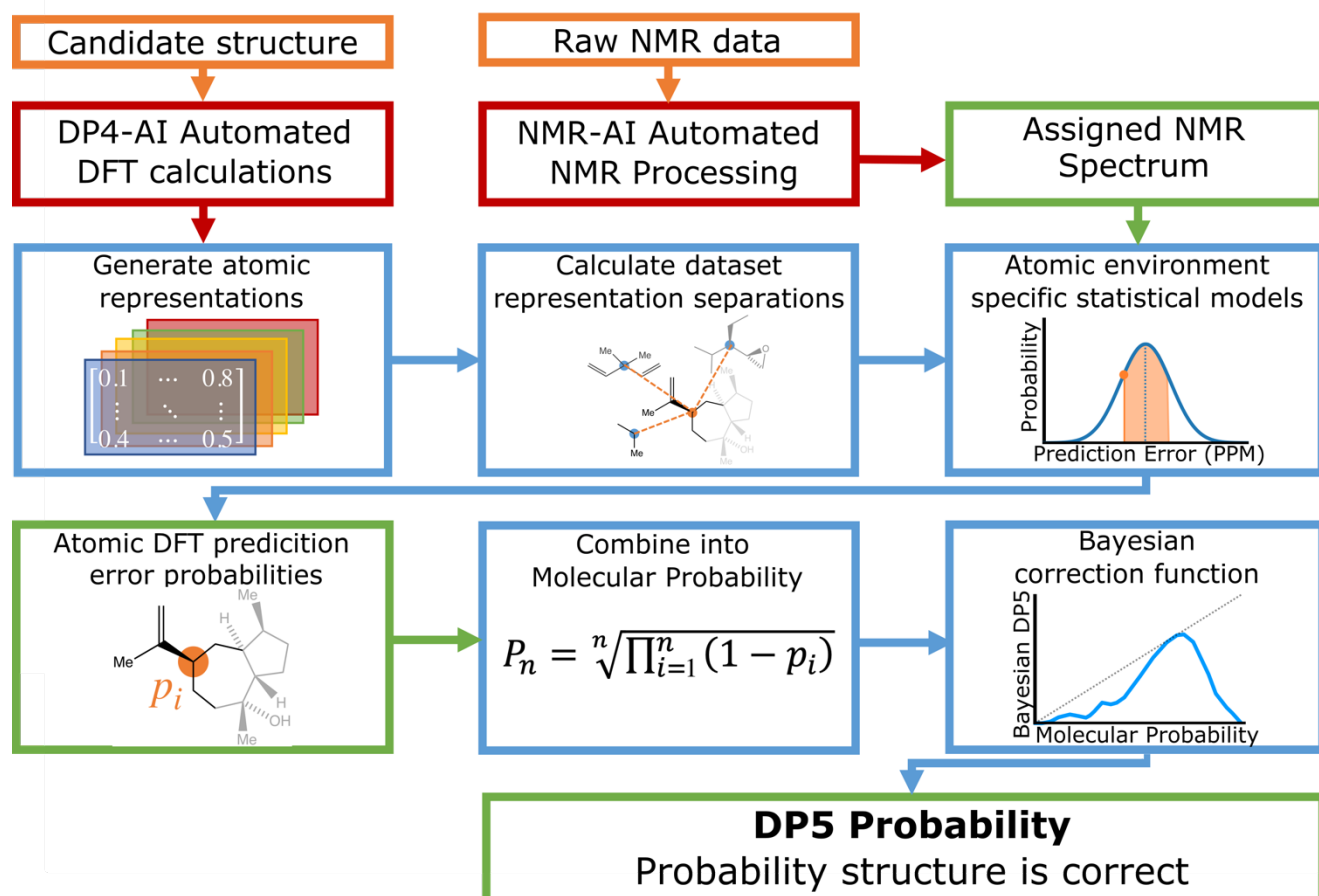 Candidate structure
Raw NMR data
DP4-AI Automated
DFT calculations
NMR-AI Automated
NMR Processing
Assigned NMR
Spectrum
Generate atomic
representations
0.1 ⋯ 0.8
⋮ ⋱ ⋮
0.4 ⋯ 0.5
Calculate dataset
representation separations
Me
Me
O
Me
Me
Me
H
H
OH
Me
Atomic environment
specific statistical models
Probability
Prediction Error (PPM)
Atomic DFT predicition
error probabilities
Me
H
Me
H
OH
Me
p_i
Combine into
Molecular Probability
P_n = ⁿ√∏ⁿ_{i=1} (1 − p_i)
Bayesian
correction function
Bayesian DP5
Molecular Probability
DP5 Probability
Probability structure is correct